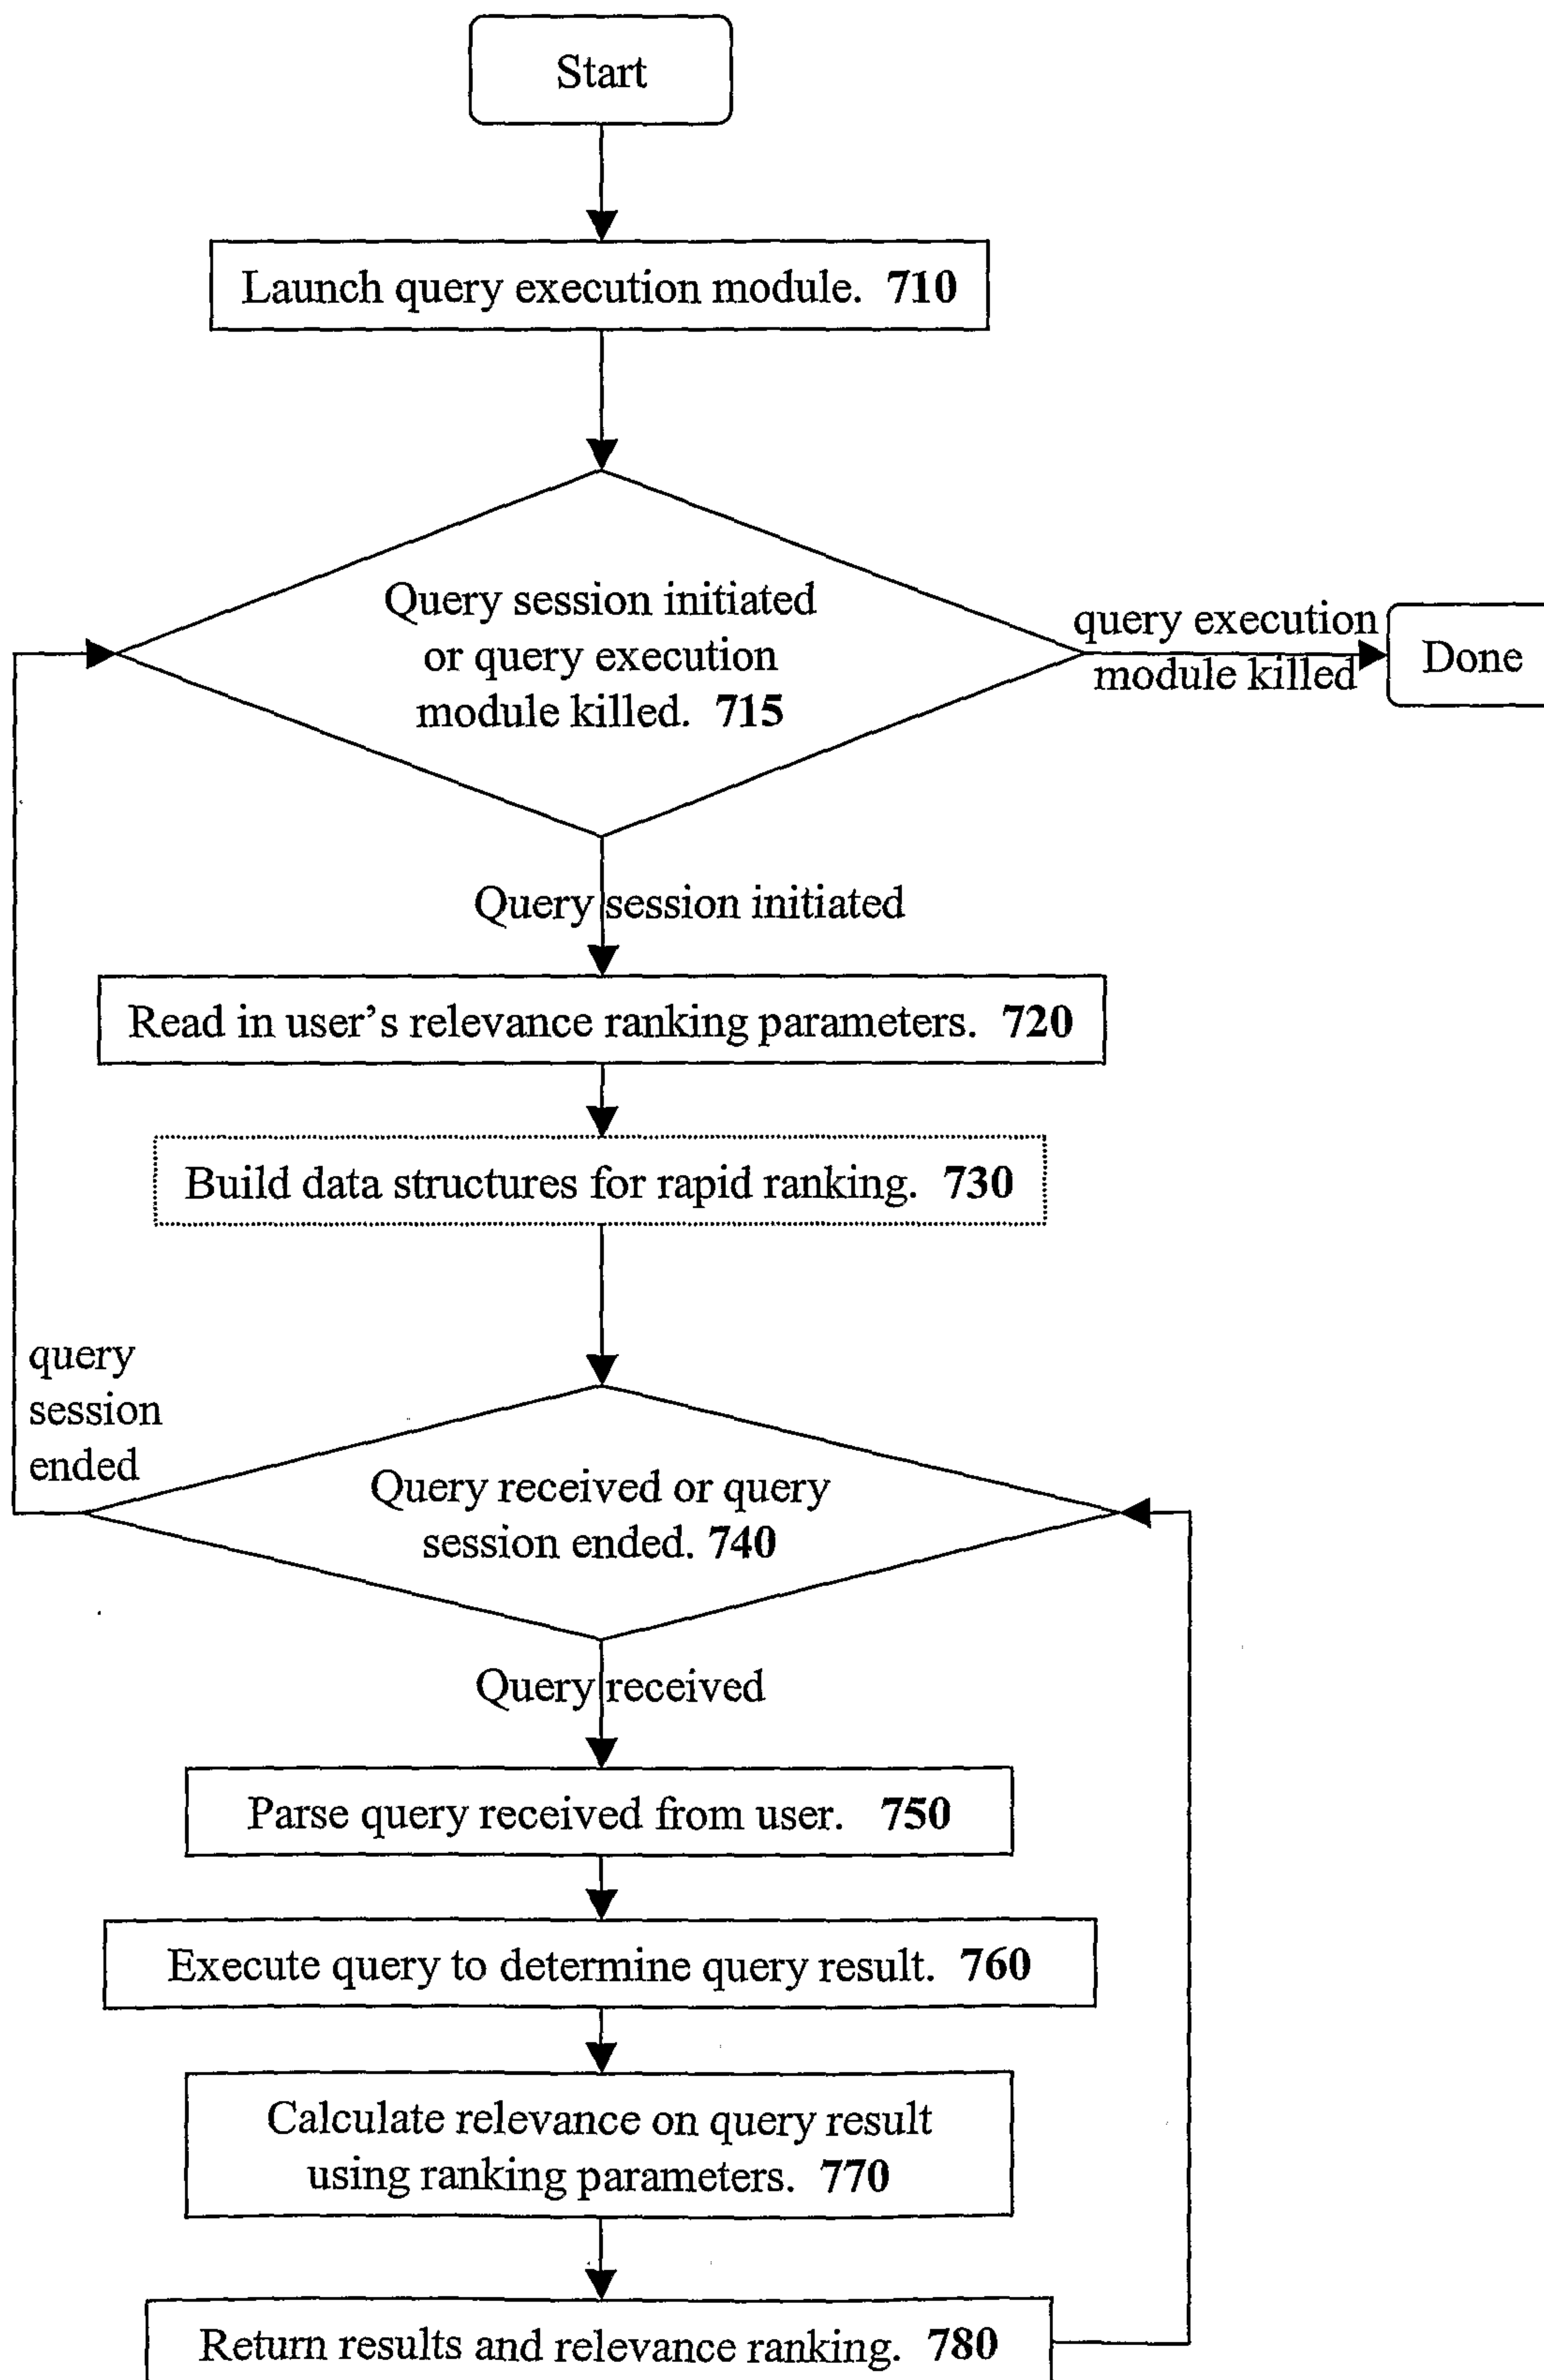 Start
Launch query execution module. 710
Query session initiated
or query execution
module killed. 715
query execution
module killed
Done
Query session initiated
Read in user's relevance ranking parameters. 720
Build data structures for rapid ranking. 730
query
session
ended
Query received or query
session ended. 740
Query received
Parse query received from user. 750
Execute query to determine query result. 760
Calculate relevance on query result
using ranking parameters. 770
Return results and relevance ranking. 780